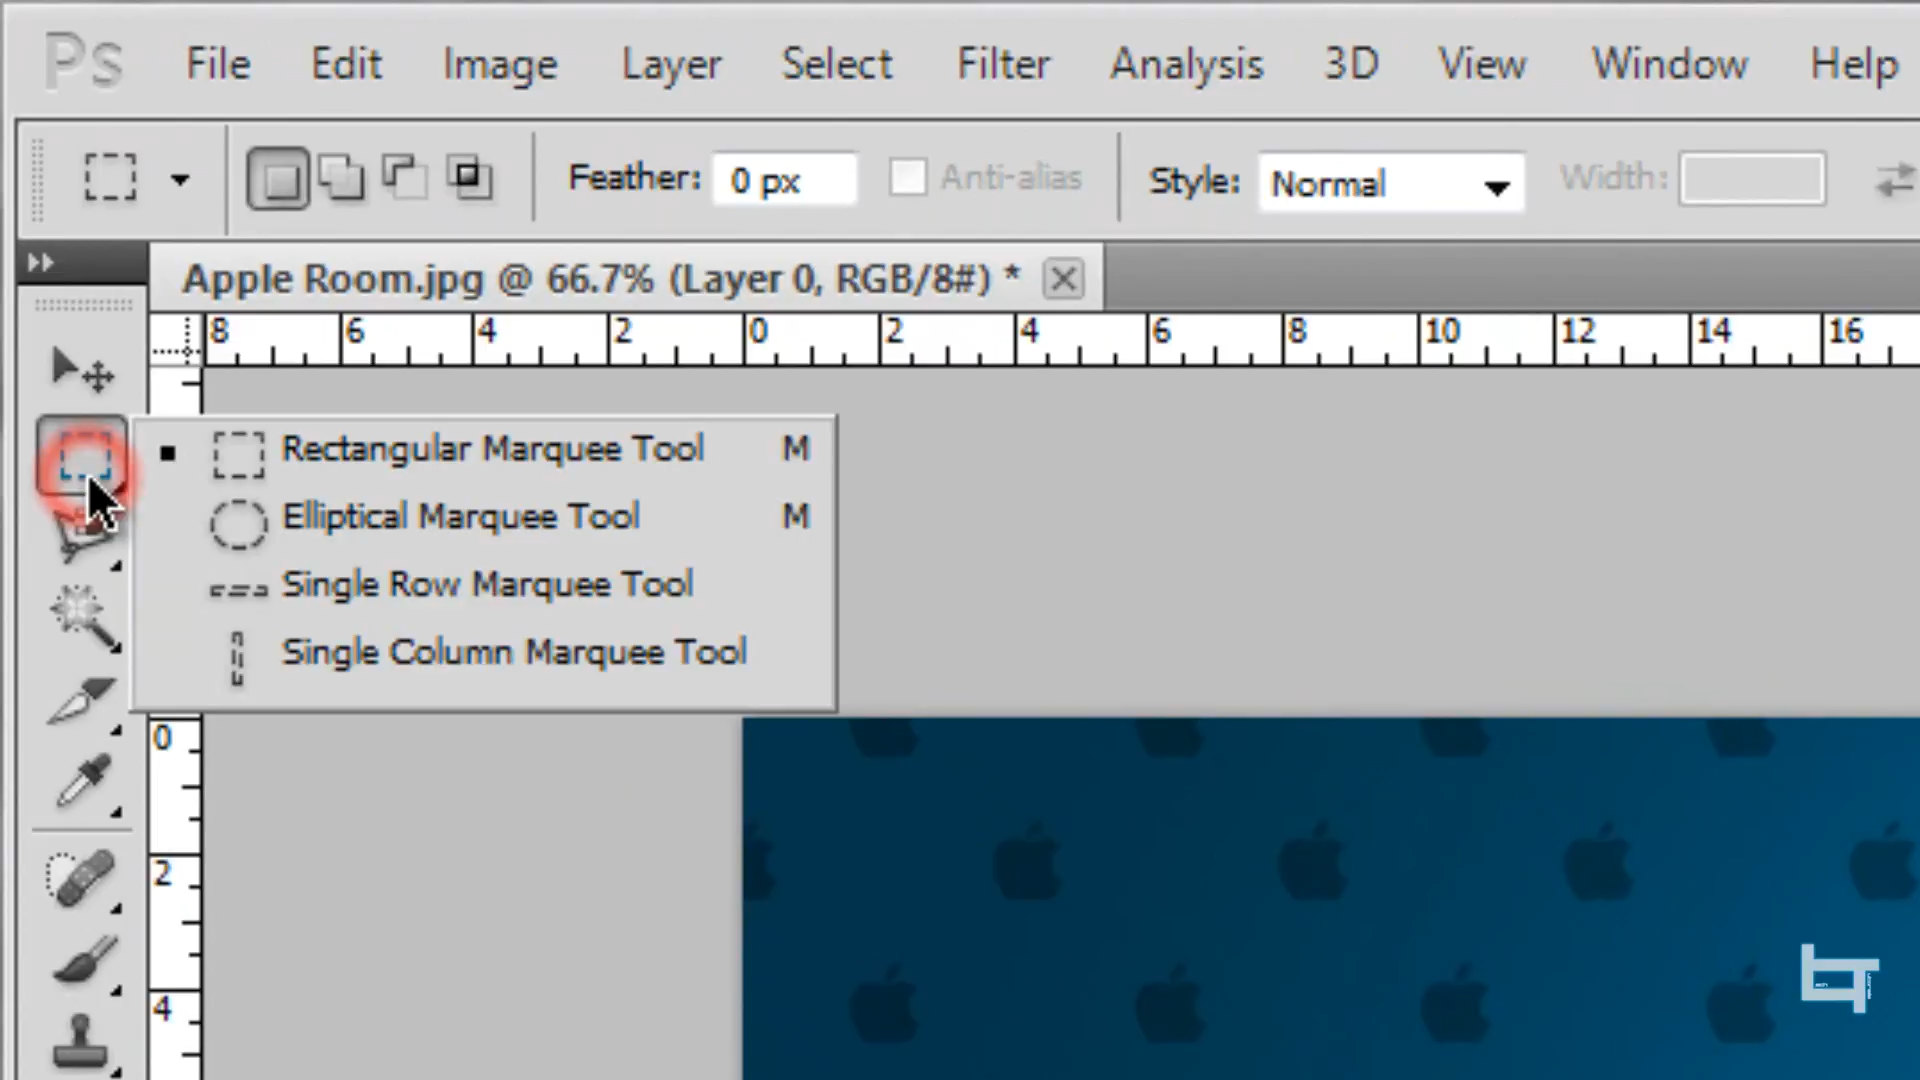 Ps File Edit Image Layer Select Filter Analysis 3D View Window Help
Feather: 0 px Anti-alias Style: Normal Width:
Apple Room.jpg @ 66.7% (Layer 0, RGB/8#) *
8 6 4 2 0 2 4 6 8 10 12 14 16
Rectangular Marquee Tool M
Elliptical Marquee Tool M
Single Row Marquee Tool
Single Column Marquee Tool
0
2
4